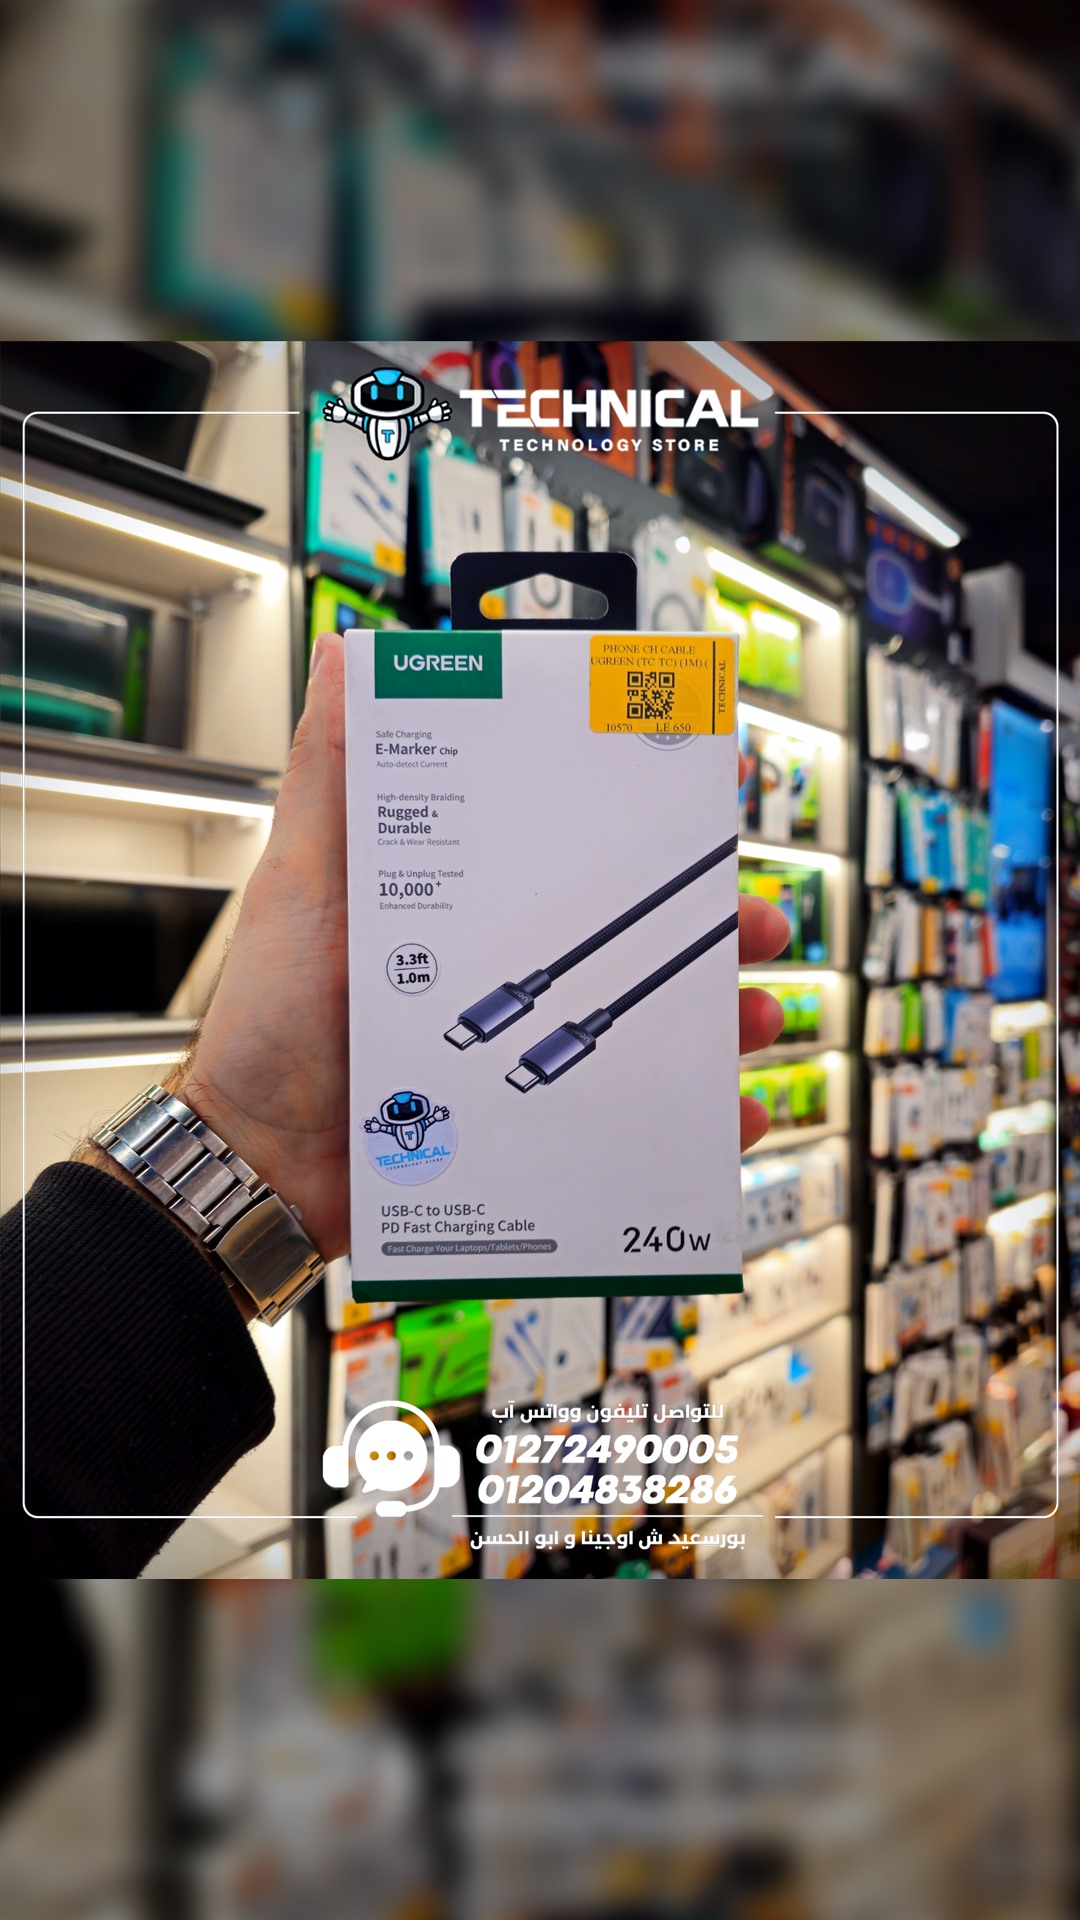 TECHNICAL
TECHNOLOGY STORE
UGREEN
PHONE CH CABLE
UGREEN (TC TC) (1M) (
TECHNICAL
10570 LE 650
Safe Charging
E-Marker Chip
Auto-detect Current
High-density Braiding
Rugged &
Durable
Crack & Wear Resistant
Plug & Unplug Tested
10,000+
Enhanced Durability
3.3ft
1.0m
T
TECHNICAL
TECHNOLOGY STORE
USB-C to USB-C
PD Fast Charging Cable
Fast Charge Your Laptops/Tablets/Phones
240w
للتواصل تليفون وواتس آب
01272490005
01204838286
بورسعيد ش اوجينا و ابو الحسن